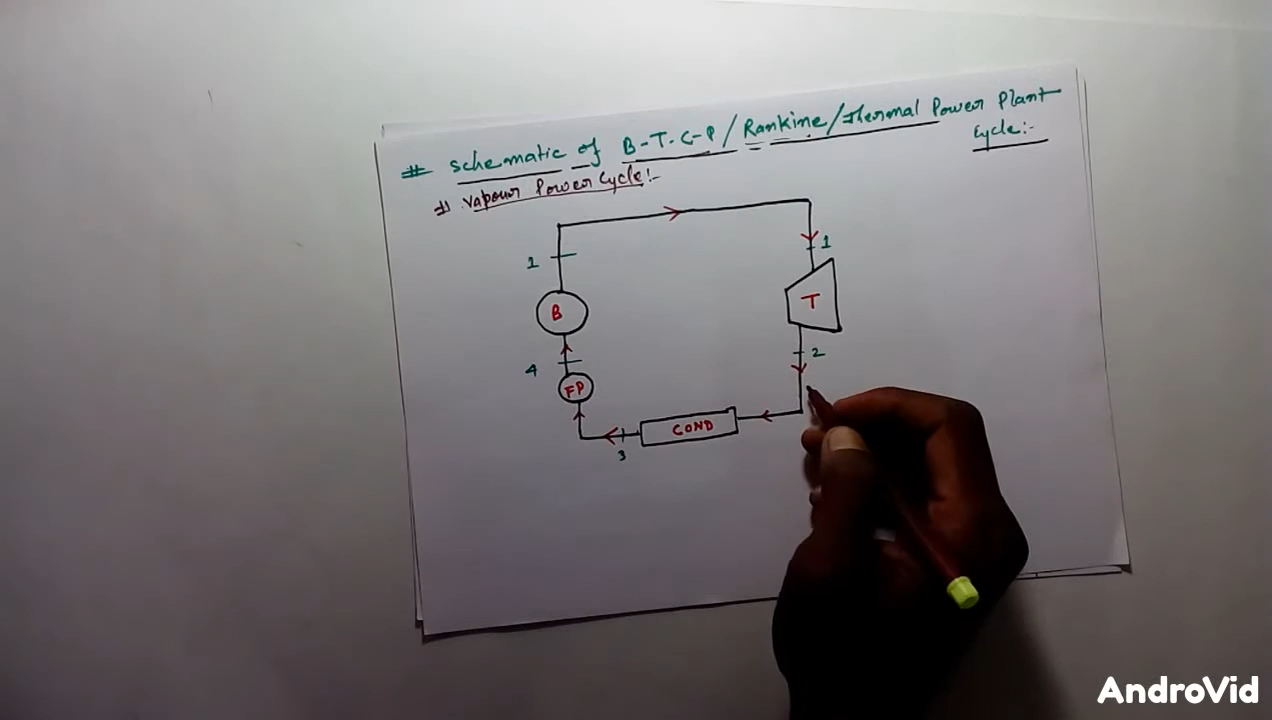 # Schematic of B-T-C-P/Rankine/Thermal Power Plant
Cycle:-
#) Vapour Power Cycle:-
1
1
B
T
2
4
FP
COND
3
AndroVid